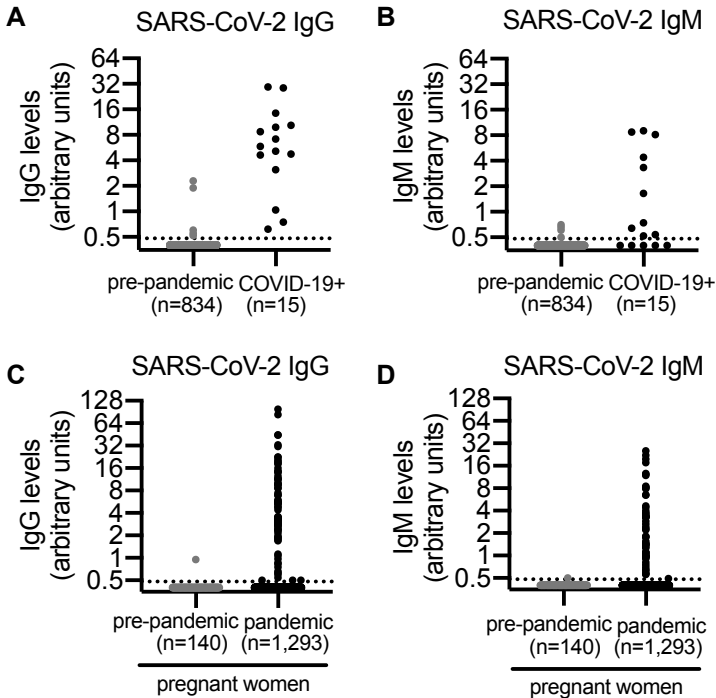 A
SARS-CoV-2 IgG
IgG levels
(arbitrary units)
64
32
16
8
4
2
1
0.5
pre-pandemic
(n=834)
COVID-19+
(n=15)
B
SARS-CoV-2 IgM
IgM levels
(arbitrary units)
64
32
16
8
4
2
1
0.5
pre-pandemic
(n=834)
COVID-19+
(n=15)
C
SARS-CoV-2 IgG
IgG levels
(arbitrary units)
128
64
32
16
8
4
2
1
0.5
pre-pandemic
(n=140)
pandemic
(n=1,293)
pregnant women
D
SARS-CoV-2 IgM
IgM levels
(arbitrary units)
128
64
32
16
8
4
2
1
0.5
pre-pandemic
(n=140)
pandemic
(n=1,293)
pregnant women